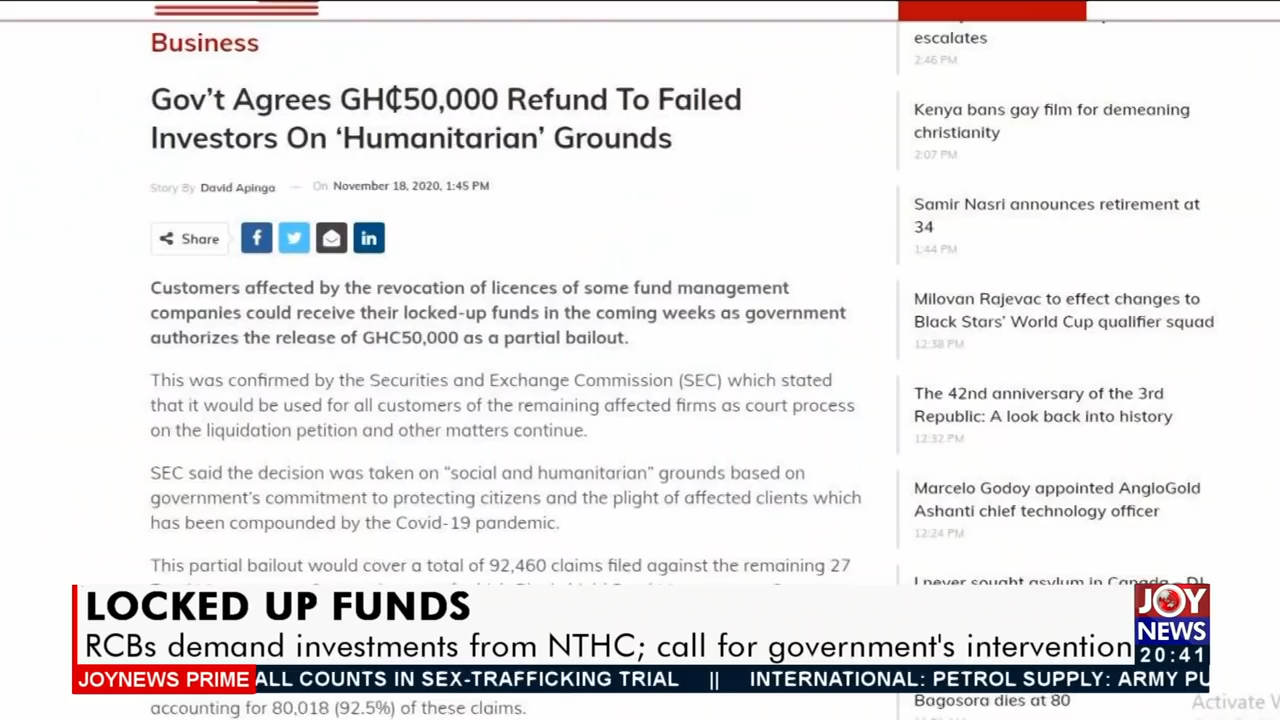 Business
Gov't Agrees GH₵50,000 Refund To Failed
Investors On 'Humanitarian' Grounds
Story By David Apinga — On November 18, 2020, 1:45 PM
Share
Customers affected by the revocation of licences of some fund management
companies could receive their locked-up funds in the coming weeks as government
authorizes the release of GHC50,000 as a partial bailout.
This was confirmed by the Securities and Exchange Commission (SEC) which stated
that it would be used for all customers of the remaining affected firms as court process
on the liquidation petition and other matters continue.
SEC said the decision was taken on “social and humanitarian” grounds based on
government's commitment to protecting citizens and the plight of affected clients which
has been compounded by the Covid-19 pandemic.
This partial bailout would cover a total of 92,460 claims filed against the remaining 27
accounting for 80,018 (92.5%) of these claims.
escalates
2:46 PM
Kenya bans gay film for demeaning
christianity
2:07 PM
Samir Nasri announces retirement at
34
1:44 PM
Milovan Rajevac to effect changes to
Black Stars' World Cup qualifier squad
12:38 PM
The 42nd anniversary of the 3rd
Republic: A look back into history
12:32 PM
Marcelo Godoy appointed AngloGold
Ashanti chief technology officer
12:24 PM
I never sought asylum in Canada – DJ
Bagosora dies at 80
LOCKED UP FUNDS
RCBs demand investments from NTHC; call for government's intervention
JOY
NEWS
20:41
JOYNEWS PRIME
ALL COUNTS IN SEX-TRAFFICKING TRIAL || INTERNATIONAL: PETROL SUPPLY: ARMY PU
Activate W